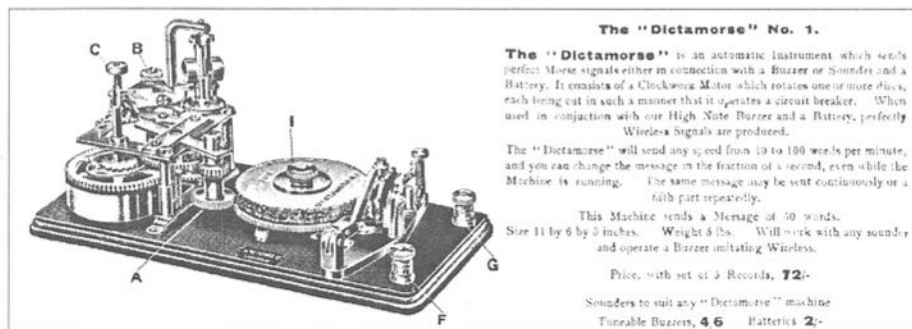 C
B
I
A
G
F
The "Dictamorse" No. 1.
The "Dictamorse" is an automatic Instrument which sends
perfect Morse signals either in connection with a Buzzer or Sounder and a
Battery. It consists of a Clockwork Motor which rotates one or more discs,
each being cut in such a manner that it operates a circuit breaker. When
used in conjuction with our High Note Buzzer and a Battery, perfectly
Wireless Signals are produced.
The "Dictamorse" will send any speed from 10 to 100 words per minute,
and you can change the message in the fraction of a second, even while the
Machine is running. The same message may be sent continuously or a
fifth part repeatedly.
This Machine sends a Message of 50 words.
Size 11 by 6 by 5 inches. Weight 8 lbs. Will work with any sounder
and operate a Buzzer imitating Wireless.
Price, with set of 5 Records, 72/-
Sounders to suit any "Dictamorse" machine
Tuneable Buzzers, 4/6 Batteries 2/-